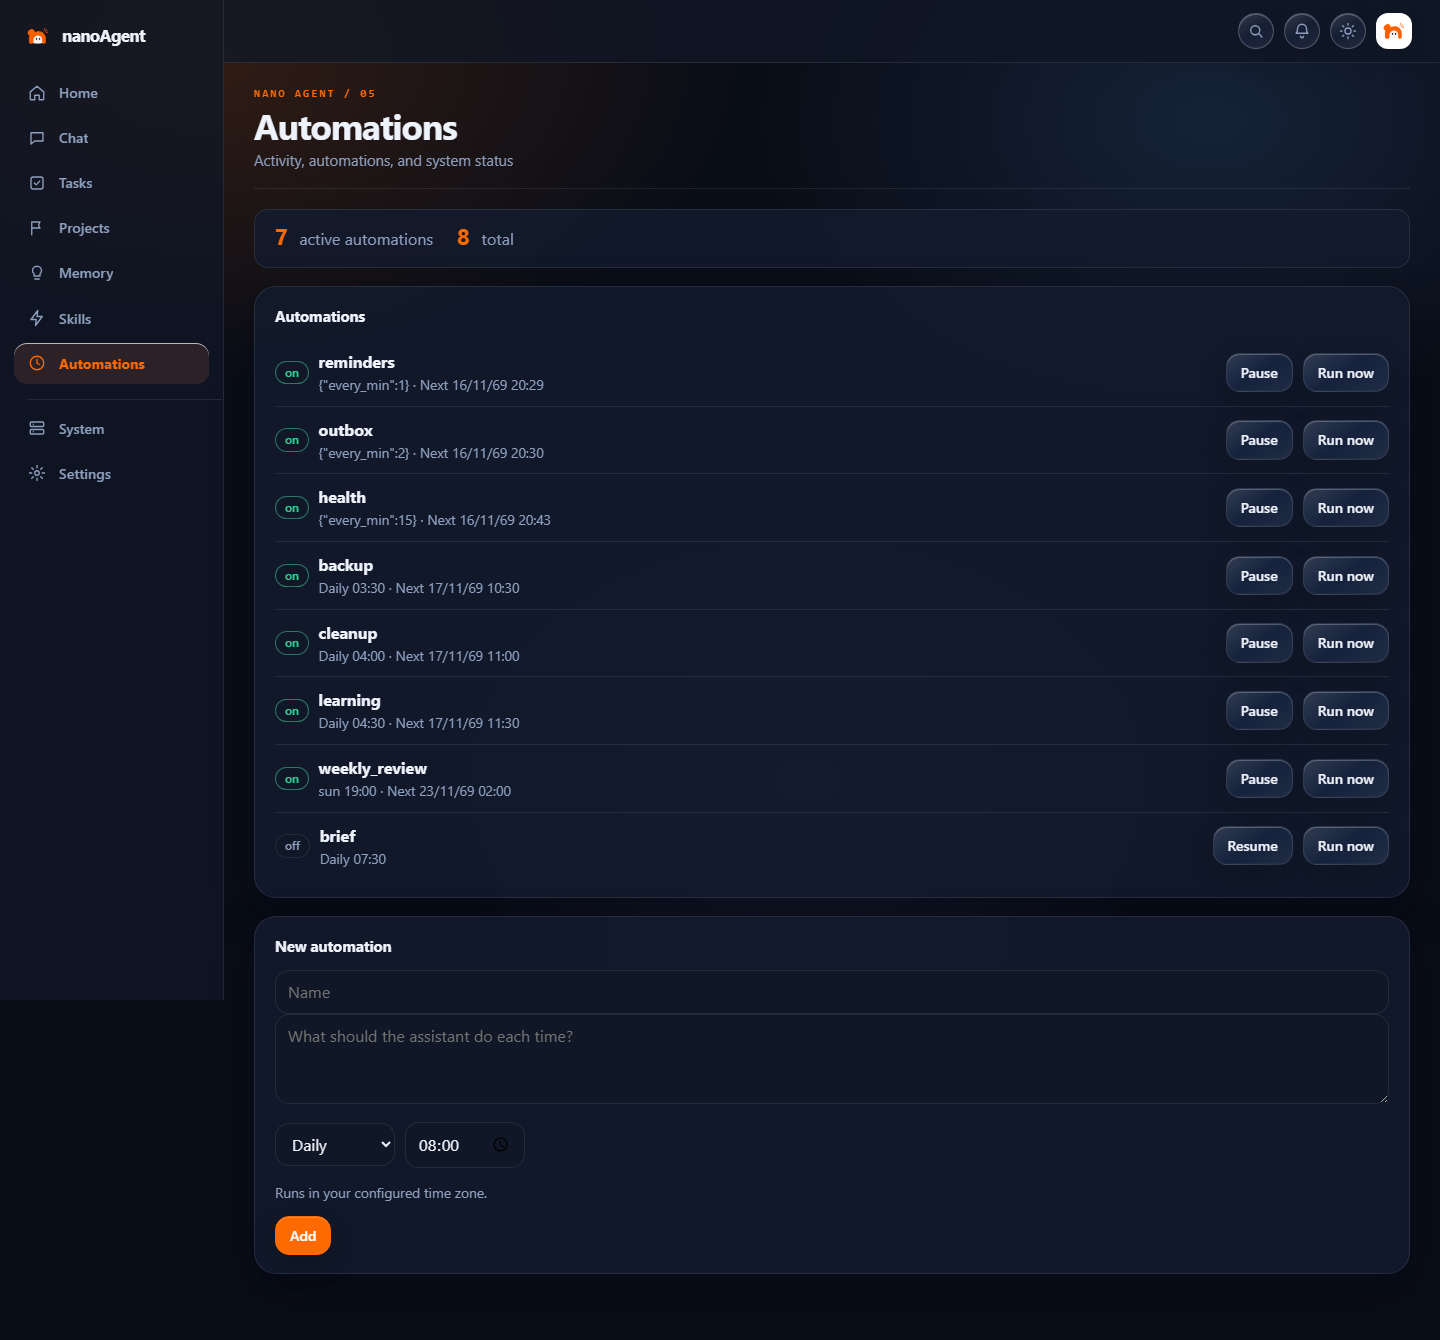 nanoAgent
Home
Chat
Tasks
Projects
Memory
Skills
Automations
System
Settings
NANO AGENT / 05
Automations
Activity, automations, and system status
7 active automations 8 total
Automations
on reminders Pause Run now
{"every_min":1} · Next 16/11/69 20:29
on outbox Pause Run now
{"every_min":2} · Next 16/11/69 20:30
on health Pause Run now
{"every_min":15} · Next 16/11/69 20:43
on backup Pause Run now
Daily 03:30 · Next 17/11/69 10:30
on cleanup Pause Run now
Daily 04:00 · Next 17/11/69 11:00
on learning Pause Run now
Daily 04:30 · Next 17/11/69 11:30
on weekly_review Pause Run now
sun 19:00 · Next 23/11/69 02:00
off brief Resume Run now
Daily 07:30
New automation
Name
What should the assistant do each time?
Daily 08:00
Runs in your configured time zone.
Add